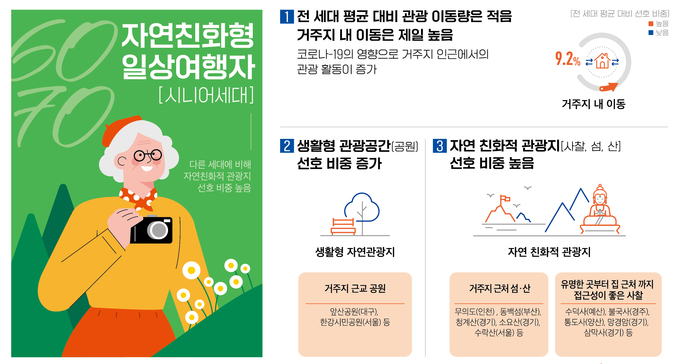 60
70
자연친화형
일상여행자
[시니어세대]
다른 세대에 비해
자연친화적 관광지
선호 비중 높음
1 전 세대 평균 대비 관광 이동량은 적음
거주지 내 이동은 제일 높음
코로나-19의 영향으로 거주지 인근에서의
관광 활동이 증가
[전 세대 평균 대비 선호 비중]
높음
낮음
9.2%
거주지 내 이동
2 생활형 관광공간(공원)
선호 비중 증가
생활형 자연관광지
거주지 근교 공원
앞산공원(대구),
한강시민공원(서울) 등
3 자연 친화적 관광지[사찰, 섬, 산]
선호 비중 높음
자연 친화적 관광지
거주지 근처 섬·산
무의도(인천), 동백섬(부산),
청계산(경기), 소요산(경기),
수락산(서울) 등
유명한 곳부터 집 근처 까지
접근성이 좋은 사찰
수덕사(예산), 불국사(경주),
통도사(양산), 망경암(경기),
삼막사(경기) 등